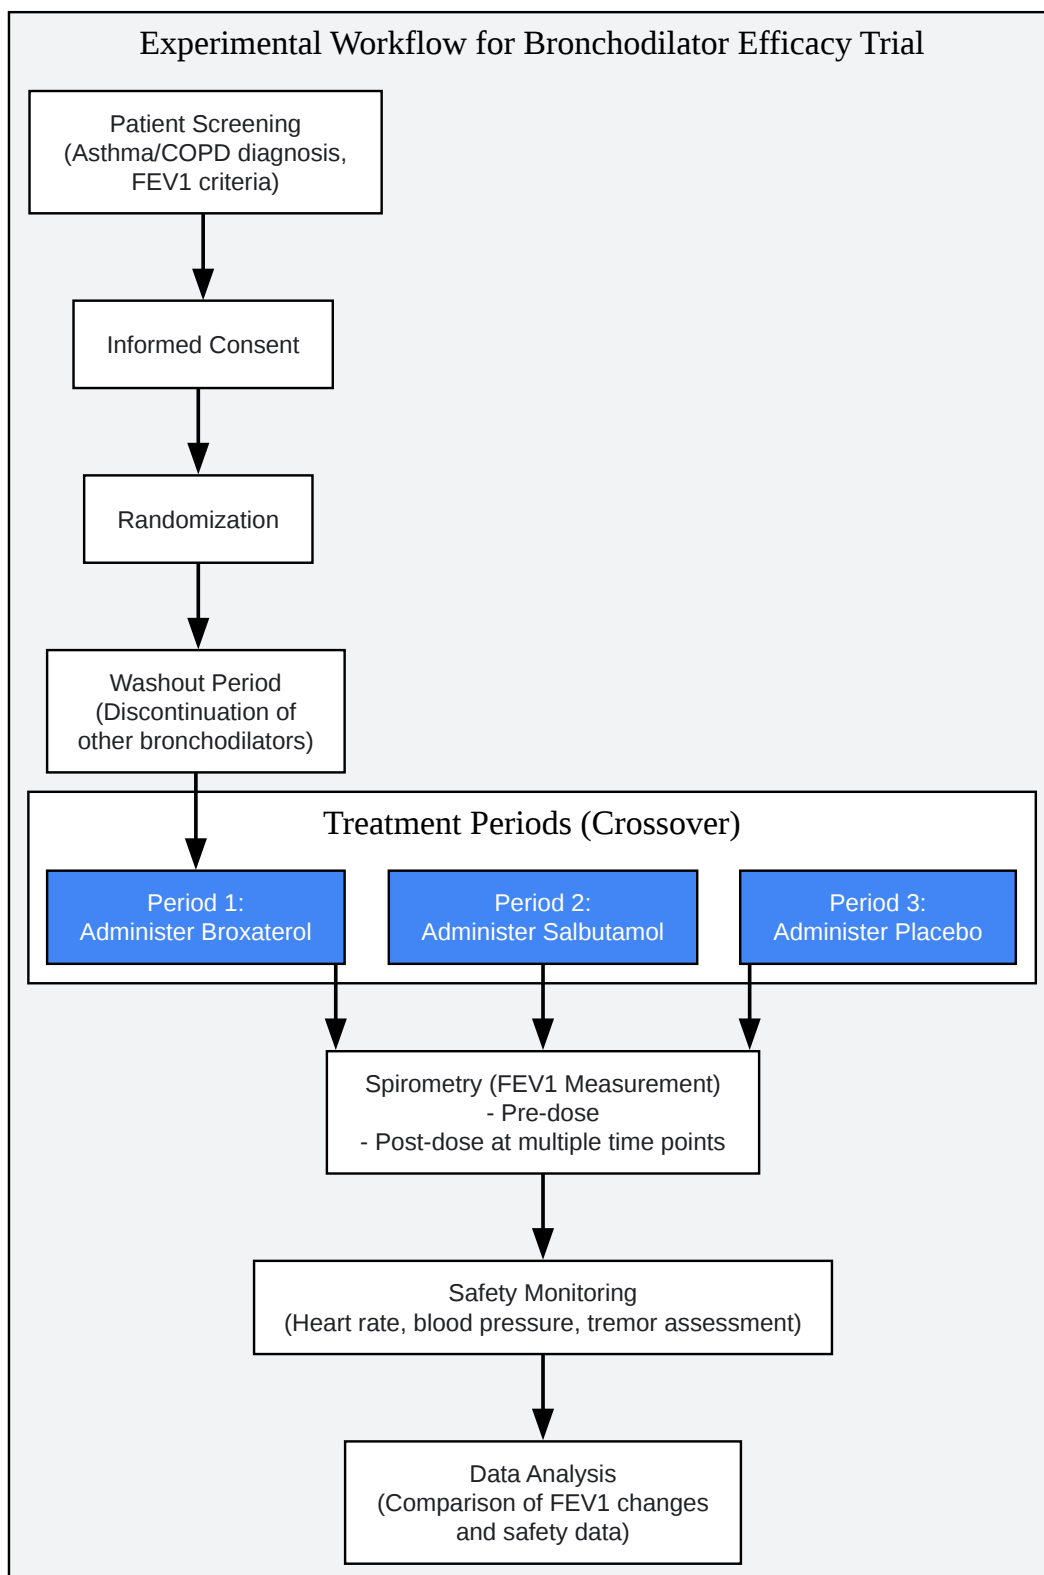 Experimental Workflow for Bronchodilator Efficacy Trial
Patient Screening
(Asthma/COPD diagnosis,
FEV1 criteria)
Informed Consent
Randomization
Washout Period
(Discontinuation of
other bronchodilators)
Treatment Periods (Crossover)
Period 1:
Administer Broxaterol
Period 2:
Administer Salbutamol
Period 3:
Administer Placebo
Spirometry (FEV1 Measurement)
- Pre-dose
- Post-dose at multiple time points
Safety Monitoring
(Heart rate, blood pressure, tremor assessment)
Data Analysis
(Comparison of FEV1 changes
and safety data)